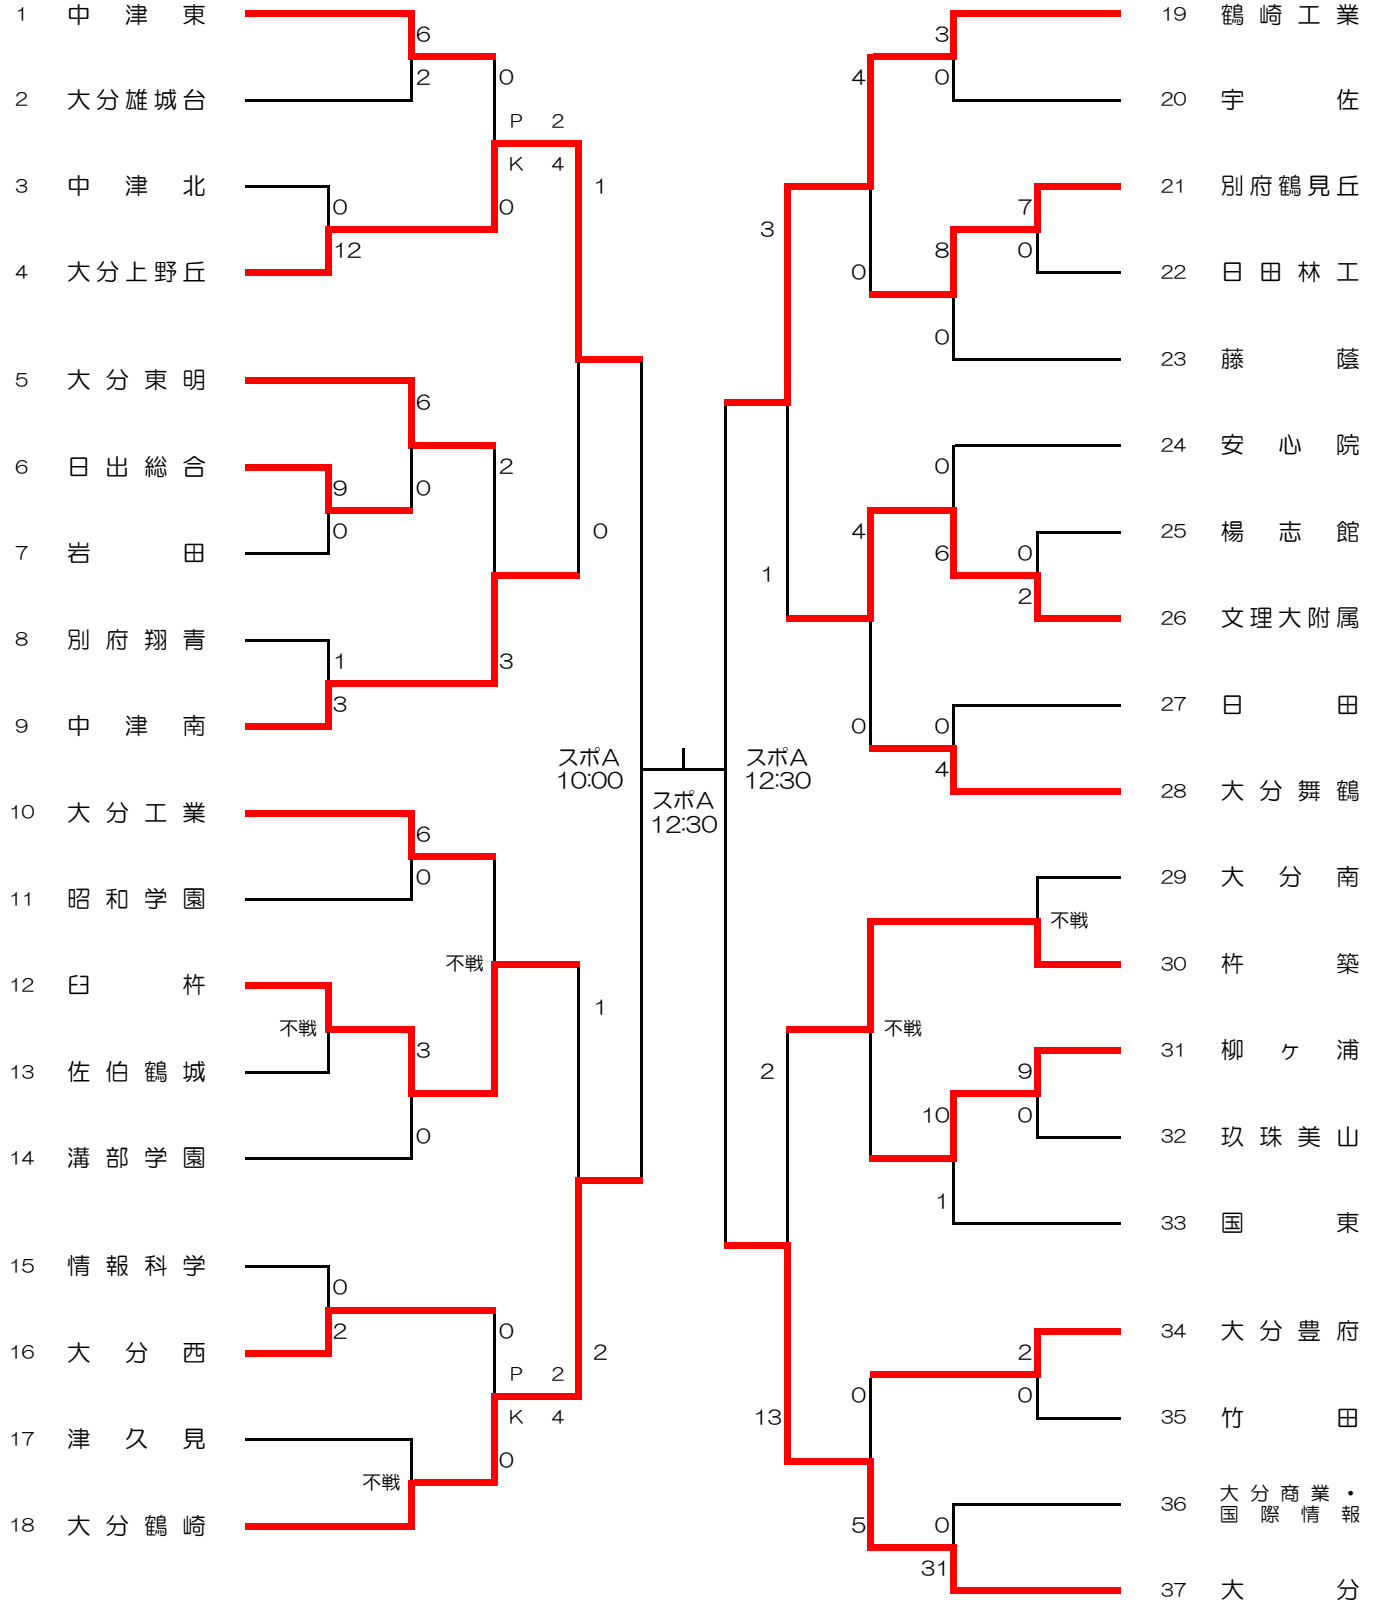 1 中津東
6
2
2 大分雄城台
0
P 2
K 4
0
3 中津北
0
12
4 大分上野丘
1
5 大分東明
6
0
6 日出総合
9
0
7 岩田
2
3
8 別府翔青
1
3
9 中津南
0
スポA
10:00
10 大分工業
6
0
11 昭和学園
不戦
12 臼杵
不戦
13 佐伯鶴城
3
0
14 溝部学園
1
15 情報科学
0
2
16 大分西
0
P 2
K 4
0
17 津久見
不戦
18 大分鶴崎
2
スポA
12:30
スポA
12:30
19 鶴崎工業
3
0
20 宇佐
4
0
21 別府鶴見丘
7
0
22 日田林工
8
0
23 藤蔭
3
24 安心院
0
6
25 楊志館
0
2
26 文理大附属
4
0
27 日田
0
4
28 大分舞鶴
1
29 大分南
不戦
30 杵築
不戦
31 柳ヶ浦
9
0
32 玖珠美山
10
1
33 国東
2
34 大分豊府
2
0
35 竹田
0
5
36 大分商業・
国際情報
0
31
37 大分
13